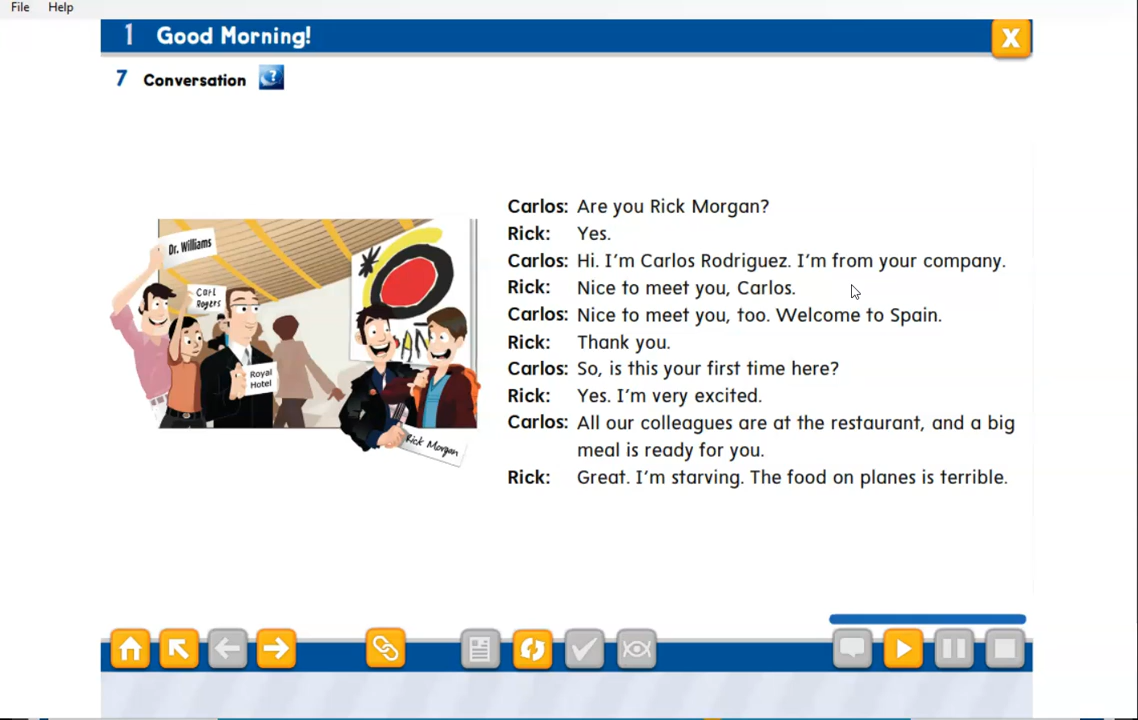 File Help
1 Good Morning!
X
7 Conversation ?
Dr. Williams
Carl
Rogers
Royal
Hotel
Rick Morgan
Carlos: Are you Rick Morgan?
Rick: Yes.
Carlos: Hi. I'm Carlos Rodriguez. I'm from your company.
Rick: Nice to meet you, Carlos.
Carlos: Nice to meet you, too. Welcome to Spain.
Rick: Thank you.
Carlos: So, is this your first time here?
Rick: Yes. I'm very excited.
Carlos: All our colleagues are at the restaurant, and a big
meal is ready for you.
Rick: Great. I'm starving. The food on planes is terrible.